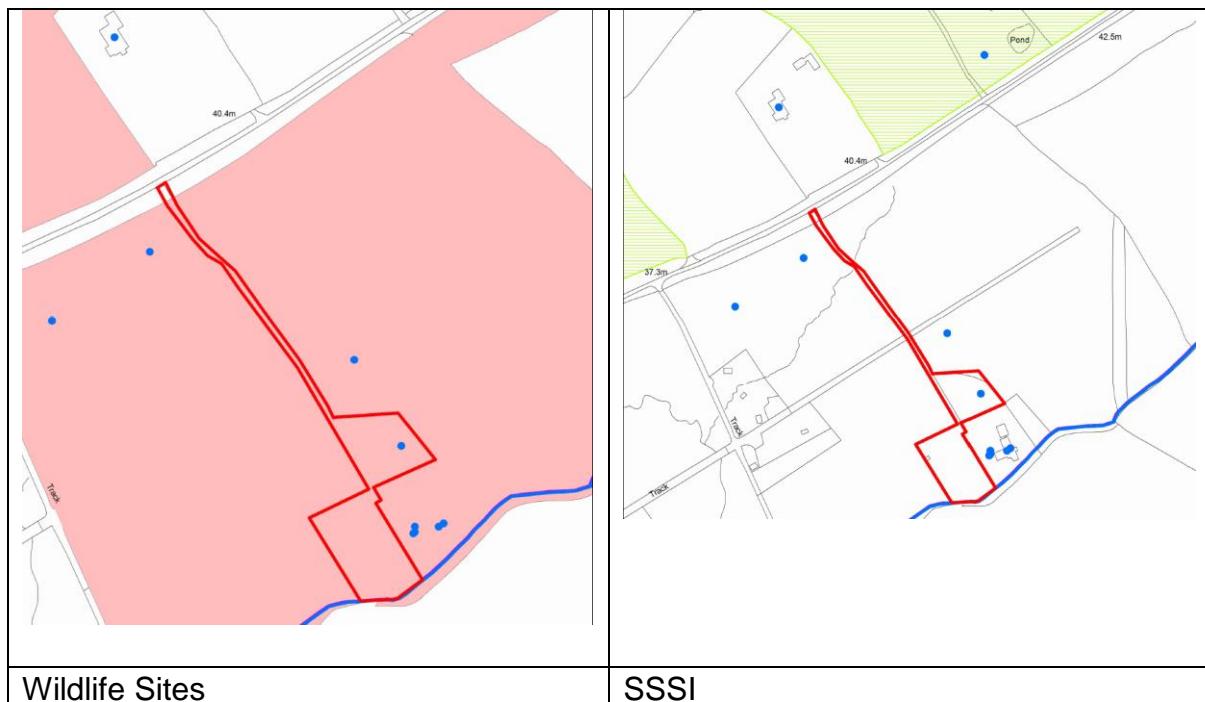 40.4m
Track
Wildlife Sites
Pond
42.5m
40.4m
37.3m
Track
Track
SSSI